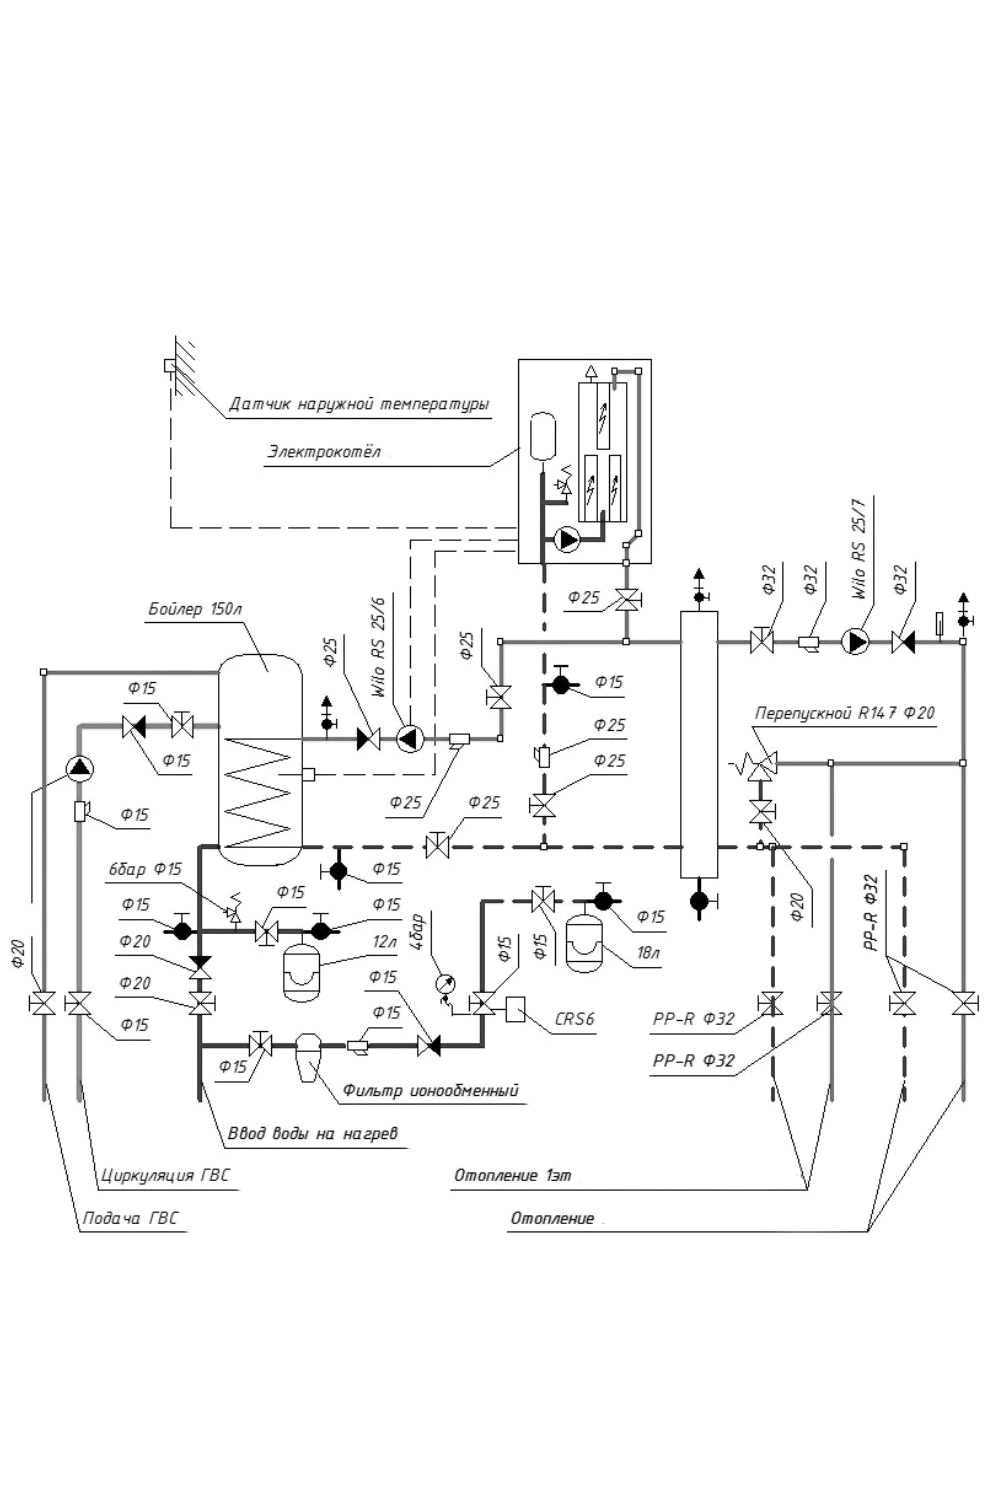 Датчик наружной температуры
Электрокотёл
Wilo RS 25/7
Ф32
Ф32
Ф32
Ф25
Бойлер 150л
Wilo RS 25/6
Ф25
Ф25
Ф15
Ф15
Перепускной R147 Ф20
Ф25
Ф15
Ф25
Ф25
Ф25
Ф15
6бар Ф15
Ф15
Ф15
Ф15
Ф15
Ф15
4бар
Ф20
PP-R Ф32
Ф20
Ф20
12л
Ф15
Ф15
18л
Ф20
Ф15
Ф15
Ф15
CRS6
PP-R Ф32
Ф15
PP-R Ф32
Фильтр ионообменный
Ввод воды на нагрев
Циркуляция ГВС
Отопление 1эт
Подача ГВС
Отопление